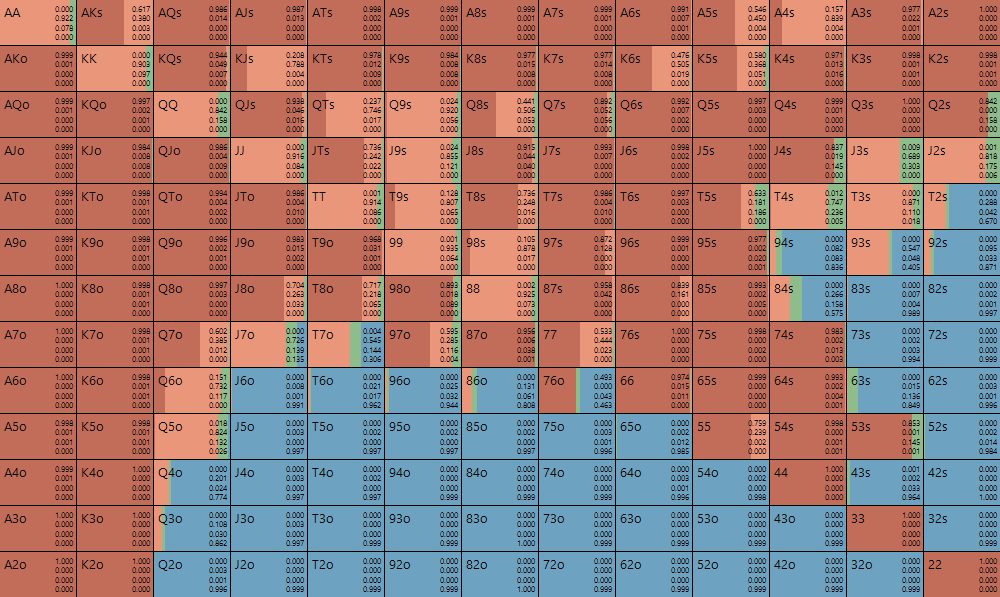 AA 0.000 AKs 0.617 AQs 0.986 AJs 0.987 ATs 0.998 A9s 0.999 A8s 0.999 A7s 0.999 A6s 0.991 A5s 0.546 A4s 0.157 A3s 0.977 A2s 1.000
0.922 0.380 0.014 0.013 0.002 0.001 0.001 0.001 0.007 0.450 0.839 0.022 0.000
0.078 0.003 0.000 0.000 0.000 0.000 0.000 0.000 0.001 0.004 0.004 0.001 0.000
0.000 0.000 0.000 0.000 0.000 0.000 0.000 0.000 0.000 0.000 0.000 0.000 0.000
AKo 0.999 KK 0.000 KQs 0.944 KJs 0.208 KTs 0.979 K9s 0.984 K8s 0.977 K7s 0.977 K6s 0.476 K5s 0.580 K4s 0.971 K3s 0.998 K2s 0.998
0.001 0.903 0.049 0.788 0.012 0.008 0.015 0.014 0.505 0.368 0.013 0.001 0.001
0.000 0.097 0.007 0.004 0.009 0.008 0.008 0.008 0.019 0.051 0.016 0.001 0.001
0.000 0.000 0.000 0.000 0.000 0.000 0.000 0.000 0.000 0.000 0.000 0.000 0.000
AQo 0.999 KQo 0.997 QQ 0.000 QJs 0.938 QTs 0.237 Q9s 0.024 Q8s 0.441 Q7s 0.892 Q6s 0.992 Q5s 0.997 Q4s 0.999 Q3s 1.000 Q2s 0.842
0.001 0.002 0.842 0.046 0.746 0.920 0.506 0.052 0.007 0.003 0.001 0.000 0.000
0.000 0.001 0.158 0.016 0.017 0.056 0.053 0.056 0.002 0.000 0.000 0.000 0.158
0.000 0.000 0.000 0.000 0.000 0.000 0.000 0.000 0.000 0.000 0.000 0.000 0.000
AJo 0.999 KJo 0.984 QJo 0.986 JJ 0.000 JTs 0.736 J9s 0.024 J8s 0.915 J7s 0.993 J6s 0.998 J5s 1.000 J4s 0.837 J3s 0.009 J2s 0.001
0.001 0.008 0.004 0.916 0.242 0.855 0.044 0.007 0.002 0.000 0.019 0.689 0.818
0.000 0.008 0.009 0.084 0.022 0.121 0.040 0.000 0.000 0.000 0.145 0.303 0.175
0.000 0.000 0.000 0.000 0.000 0.000 0.000 0.000 0.000 0.000 0.000 0.000 0.006
ATo 0.999 KTo 0.998 QTo 0.994 JTo 0.986 TT 0.001 T9s 0.128 T8s 0.736 T7s 0.986 T6s 0.997 T5s 0.633 T4s 0.012 T3s 0.000 T2s 0.000
0.001 0.001 0.002 0.004 0.914 0.807 0.248 0.004 0.003 0.181 0.747 0.871 0.288
0.000 0.001 0.004 0.010 0.086 0.065 0.016 0.010 0.000 0.186 0.236 0.110 0.042
0.000 0.000 0.000 0.000 0.000 0.000 0.000 0.000 0.000 0.000 0.005 0.018 0.670
A9o 0.999 K9o 0.998 Q9o 0.996 J9o 0.983 T9o 0.968 99 0.001 98s 0.105 97s 0.872 96s 0.999 95s 0.977 94s 0.000 93s 0.000 92s 0.000
0.001 0.001 0.002 0.015 0.031 0.935 0.878 0.128 0.001 0.002 0.082 0.547 0.095
0.000 0.001 0.001 0.002 0.001 0.064 0.017 0.000 0.000 0.020 0.083 0.048 0.033
0.000 0.000 0.000 0.000 0.000 0.000 0.000 0.000 0.000 0.001 0.836 0.405 0.871
A8o 1.000 K8o 0.998 Q8o 0.997 J8o 0.704 T8o 0.717 98o 0.893 88 0.002 87s 0.958 86s 0.839 85s 0.993 84s 0.000 83s 0.000 82s 0.000
0.000 0.001 0.003 0.263 0.218 0.018 0.925 0.042 0.161 0.002 0.266 0.007 0.002
0.000 0.001 0.000 0.033 0.065 0.089 0.073 0.000 0.000 0.005 0.158 0.004 0.001
0.000 0.000 0.000 0.000 0.000 0.000 0.000 0.000 0.000 0.000 0.575 0.989 0.997
A7o 1.000 K7o 0.998 Q7o 0.602 J7o 0.000 T7o 0.004 97o 0.595 87o 0.956 77 0.533 76s 1.000 75s 0.998 74s 0.983 73s 0.000 72s 0.000
0.000 0.001 0.385 0.726 0.545 0.285 0.006 0.444 0.000 0.000 0.002 0.003 0.002
0.000 0.001 0.012 0.139 0.144 0.116 0.038 0.023 0.000 0.002 0.013 0.003 0.000
0.000 0.000 0.000 0.135 0.306 0.004 0.001 0.000 0.000 0.000 0.003 0.994 0.999
A6o 1.000 K6o 0.998 Q6o 0.151 J6o 0.000 T6o 0.000 96o 0.000 86o 0.000 76o 0.493 66 0.974 65s 0.999 64s 0.993 63s 0.000 62s 0.000
0.000 0.001 0.732 0.008 0.021 0.025 0.131 0.000 0.015 0.000 0.002 0.015 0.003
0.000 0.001 0.117 0.001 0.017 0.032 0.061 0.043 0.011 0.000 0.004 0.136 0.001
0.000 0.000 0.000 0.991 0.962 0.944 0.808 0.463 0.000 0.000 0.001 0.849 0.996
A5o 0.998 K5o 0.998 Q5o 0.018 J5o 0.000 T5o 0.000 95o 0.000 85o 0.000 75o 0.000 65o 0.000 55 0.759 54s 0.998 53s 0.853 52s 0.000
0.001 0.001 0.824 0.003 0.002 0.002 0.002 0.003 0.002 0.239 0.001 0.001 0.002
0.001 0.000 0.132 0.000 0.000 0.000 0.000 0.001 0.012 0.002 0.001 0.145 0.014
0.000 0.000 0.026 0.997 0.997 0.997 0.997 0.996 0.985 0.001 0.000 0.001 0.984
A4o 0.999 K4o 1.000 Q4o 0.000 J4o 0.000 T4o 0.000 94o 0.000 84o 0.000 74o 0.000 64o 0.000 54o 0.000 44 1.000 43s 0.001 42s 0.000
0.001 0.000 0.201 0.003 0.002 0.001 0.001 0.001 0.003 0.002 0.000 0.002 0.000
0.000 0.000 0.024 0.000 0.000 0.000 0.000 0.000 0.001 0.000 0.000 0.033 0.000
0.000 0.000 0.774 0.997 0.997 0.999 0.999 0.999 0.996 0.998 0.000 0.964 1.000
A3o 1.000 K3o 1.000 Q3o 0.000 J3o 0.000 T3o 0.000 93o 0.000 83o 0.000 73o 0.000 63o 0.000 53o 0.000 43o 0.000 33 1.000 32s 0.000
0.000 0.000 0.108 0.003 0.001 0.001 0.000 0.000 0.000 0.001 0.001 0.000 0.000
0.000 0.000 0.030 0.000 0.000 0.000 0.000 0.000 0.000 0.000 0.000 0.000 0.000
0.000 0.000 0.862 0.997 0.999 0.999 1.000 0.999 0.999 0.999 0.999 0.000 0.999
A2o 1.000 K2o 1.000 Q2o 0.000 J2o 0.000 T2o 0.000 92o 0.000 82o 0.000 72o 0.000 62o 0.000 52o 0.000 42o 0.000 32o 0.000 22 1.000
0.000 0.000 0.003 0.001 0.001 0.001 0.000 0.000 0.000 0.000 0.000 0.000 0.000
0.000 0.000 0.001 0.000 0.000 0.000 0.000 0.000 0.000 0.000 0.000 0.000 0.000
0.000 0.000 0.996 0.999 0.999 0.999 1.000 0.999 0.999 0.999 0.999 0.999 0.000